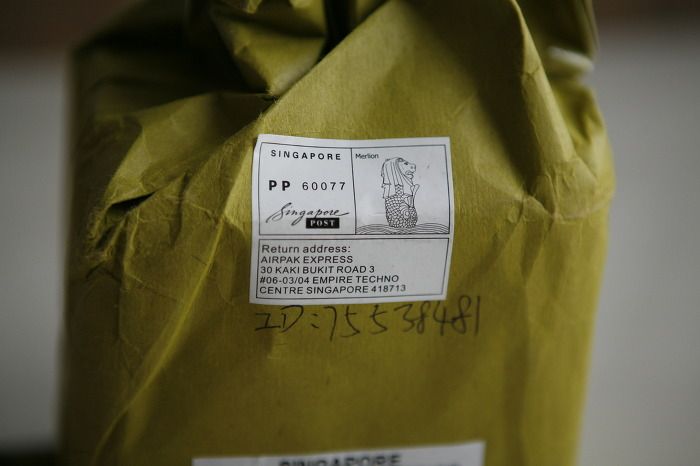 SINGAPORE
Merlion
PP 60077
Singapore
POST
Return address:
AIRPAK EXPRESS
30 KAKI BUKIT ROAD 3
#06-03/04 EMPIRE TECHNO
CENTRE SINGAPORE 418713
ID:75538481
SINGAPORE